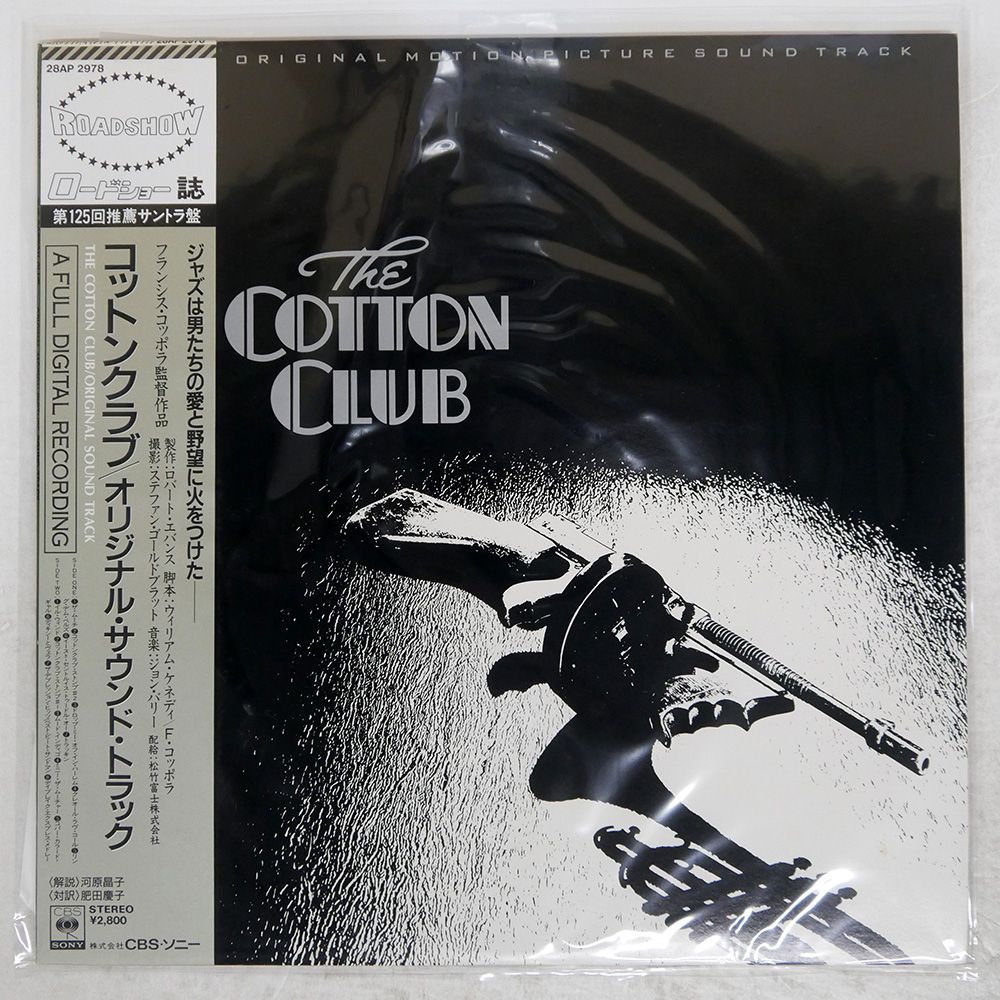 28AP 2978
ROADSHOW
ロードショー 誌
第125回推薦サントラ盤
ジャズは男たちの愛と野望に火をつけた——
フランシス・コッポラ監督作品
製作:ロバート・エバンス 脚本:ウィリアム・ケネディ/F・コッポラ
撮影:ステファン・ゴールドブラット 音楽:ジョン・バリー 配給:松竹富士株式会社
コットンクラブ/オリジナル・サウンド・トラック
THE COTTON CLUB/ORIGINAL SOUND TRACK
A FULL DIGITAL RECORDING
SIDE ONE
SIDE TWO
〈解説〉河原晶子
〈対訳〉肥田慶子
CBS
SONY
STEREO
¥2,800
株式会社 CBS・ソニー
ORIGINAL MOTION PICTURE SOUND TRACK
The
COTTON
CLUB